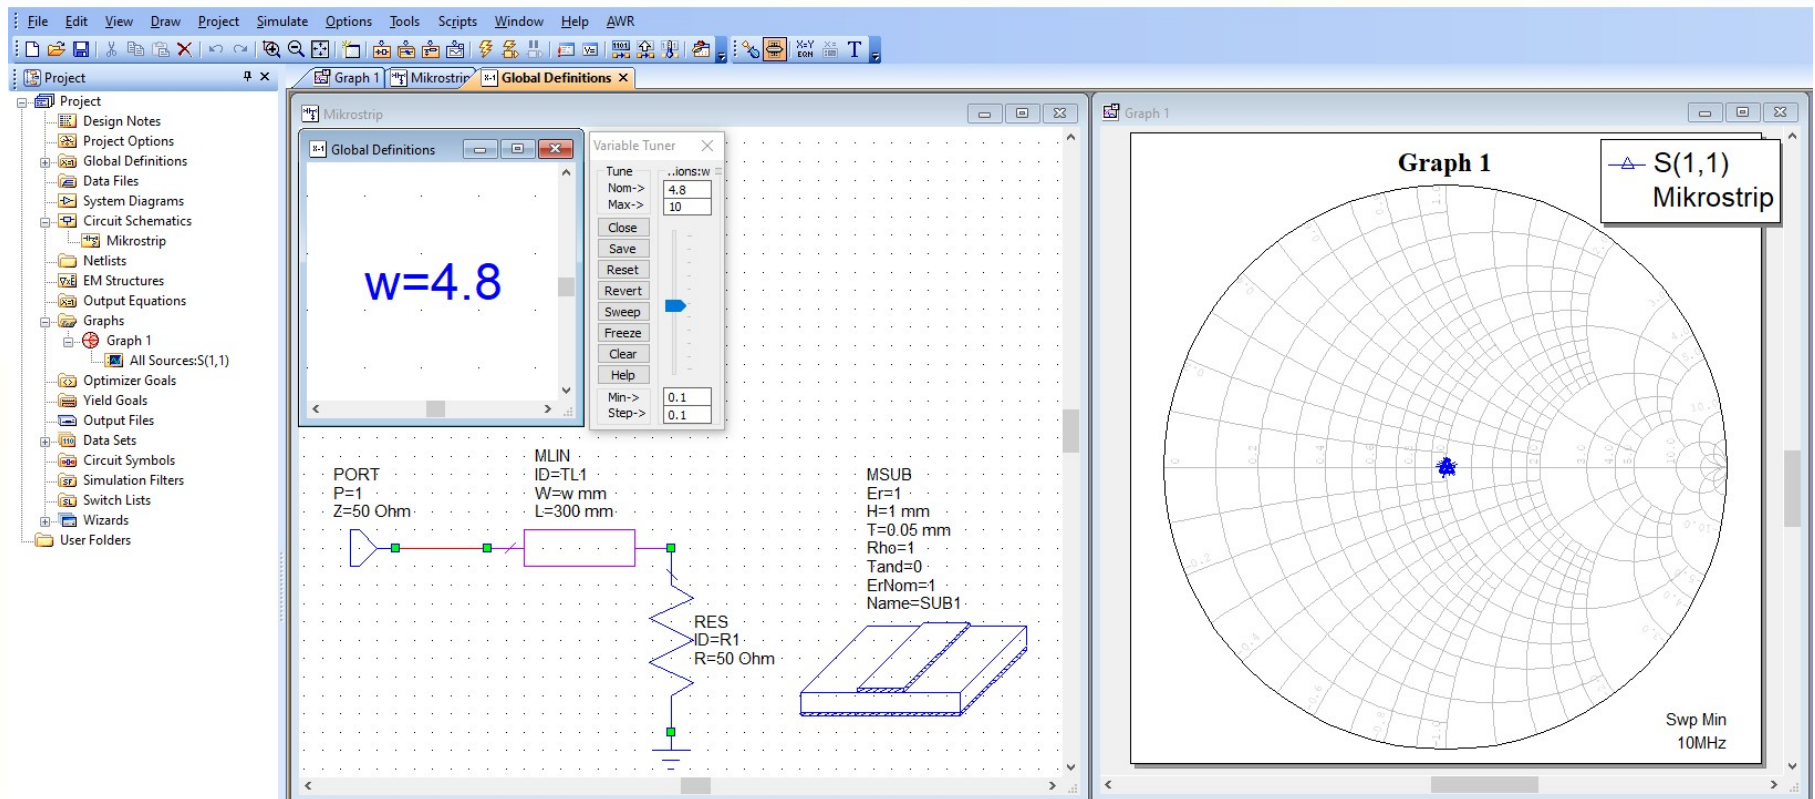 File Edit View Draw Project Simulate Options Tools Scripts Window Help AWR
Project
Graph 1 Mikrostrip Global Definitions
Project
Design Notes
Project Options
Global Definitions
Data Files
System Diagrams
Circuit Schematics
Mikrostrip
Netlists
EM Structures
Output Equations
Graphs
Graph 1
All Sources:S(1,1)
Optimizer Goals
Yield Goals
Output Files
Data Sets
Circuit Symbols
Simulation Filters
Switch Lists
Wizards
User Folders
Mikrostrip
Global Definitions
w=4.8
Variable Tuner
Tune ..ions:w
Nom-> 4.8
Max-> 10
Close
Save
Reset
Revert
Sweep
Freeze
Clear
Help
Min-> 0.1
Step-> 0.1
PORT
P=1
Z=50 Ohm
MLIN
ID=TL1
W=w mm
L=300 mm
RES
ID=R1
R=50 Ohm
MSUB
Er=1
H=1 mm
T=0.05 mm
Rho=1
Tand=0
ErNom=1
Name=SUB1
Graph 1
Graph 1
S(1,1)
Mikrostrip
Swp Min
10MHz